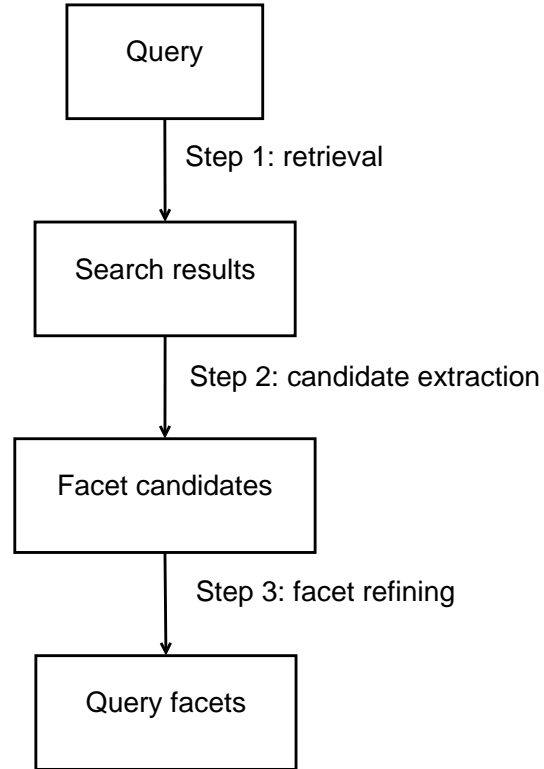 Query
Step 1: retrieval
Search results
Step 2: candidate extraction
Facet candidates
Step 3: facet refining
Query facets